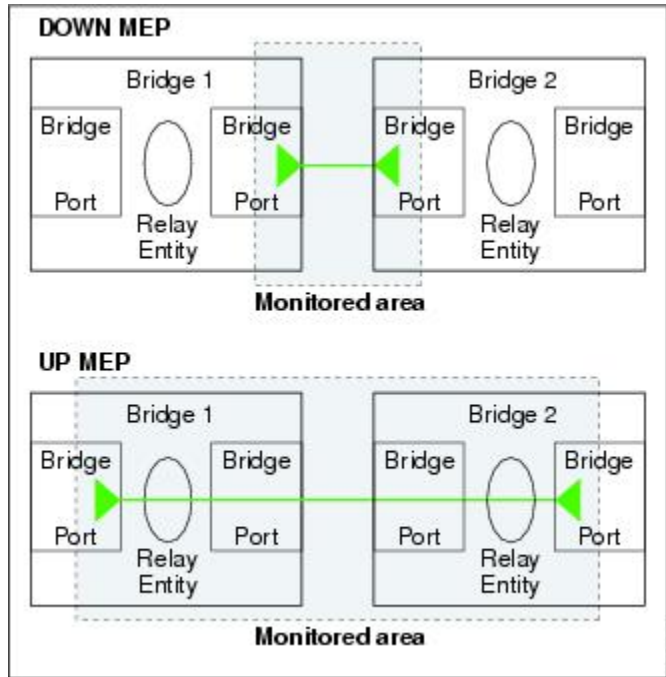 DOWN MEP
Bridge 1
Bridge 2
Bridge
Bridge
Bridge
Bridge
Port
Port
Port
Port
Relay
Entity
Relay
Entity
Monitored area
UP MEP
Bridge 1
Bridge 2
Bridge
Bridge
Bridge
Bridge
Port
Port
Port
Port
Relay
Entity
Relay
Entity
Monitored area